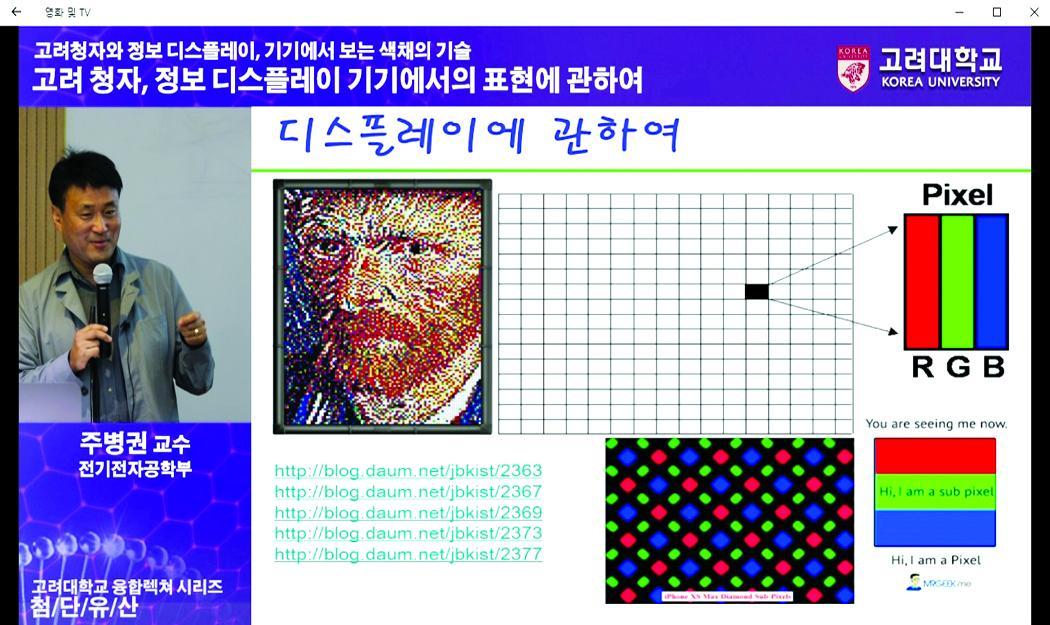 영화 및 TV
고려청자와 정보 디스플레이, 기기에서 보는 색채의 기술
고려 청자, 정보 디스플레이 기기에서의 표현에 관하여
KOREA
UNIVERSITY
고려대학교
KOREA UNIVERSITY
디스플레이에 관하여
Pixel
R G B
주병권 교수
전기전자공학부
고려대학교 융합렉쳐 시리즈
첨/단/유/산
http://blog.daum.net/jbkist/2363
http://blog.daum.net/jbkist/2367
http://blog.daum.net/jbkist/2369
http://blog.daum.net/jbkist/2373
http://blog.daum.net/jbkist/2377
iPhone XS Max Diamond Sub Pixels
You are seeing me now.
Hi, I am a sub pixel
Hi, I am a Pixel
MRGEEK.me